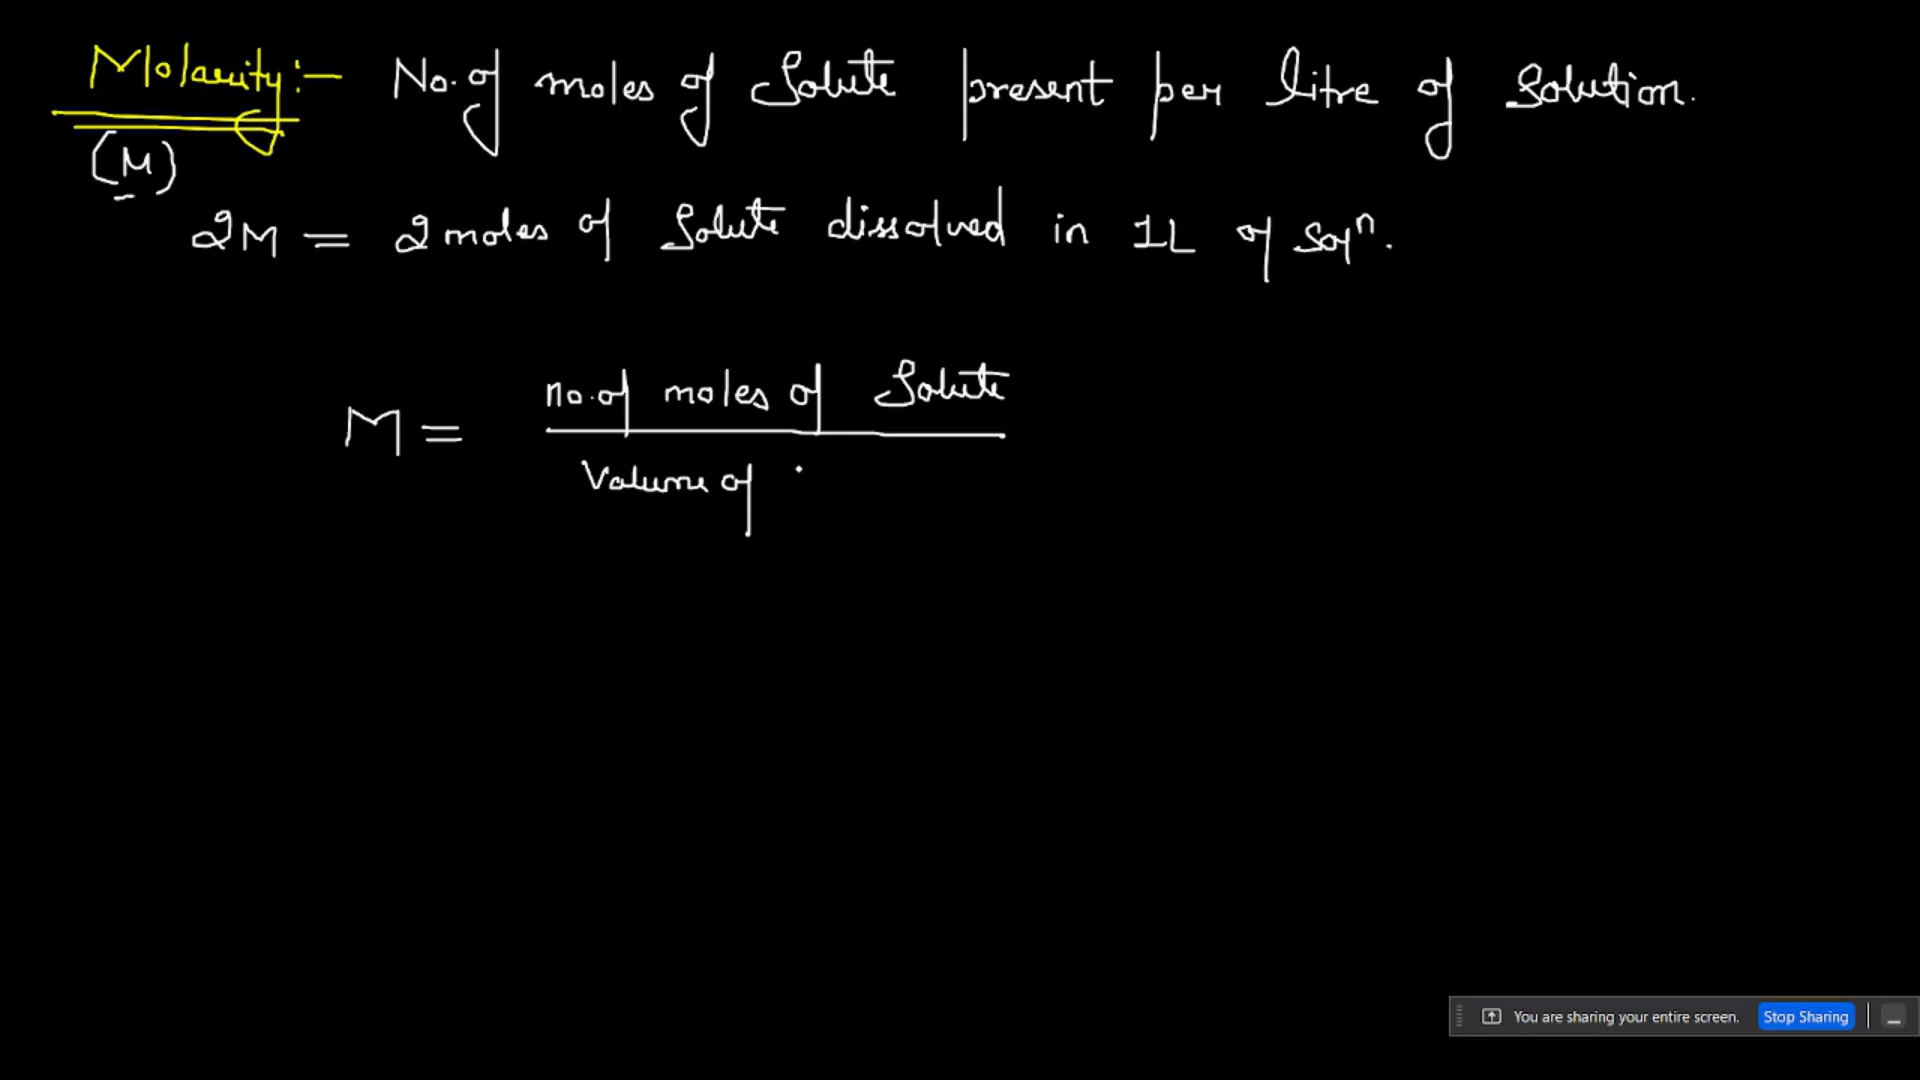 Molarity:- No. of moles of Solute present per litre of Solution.
(M)
2M = 2 moles of Solute dissolved in 1L of Solⁿ.
no. of moles of Solute
M =
Volume of
You are sharing your entire screen. Stop Sharing